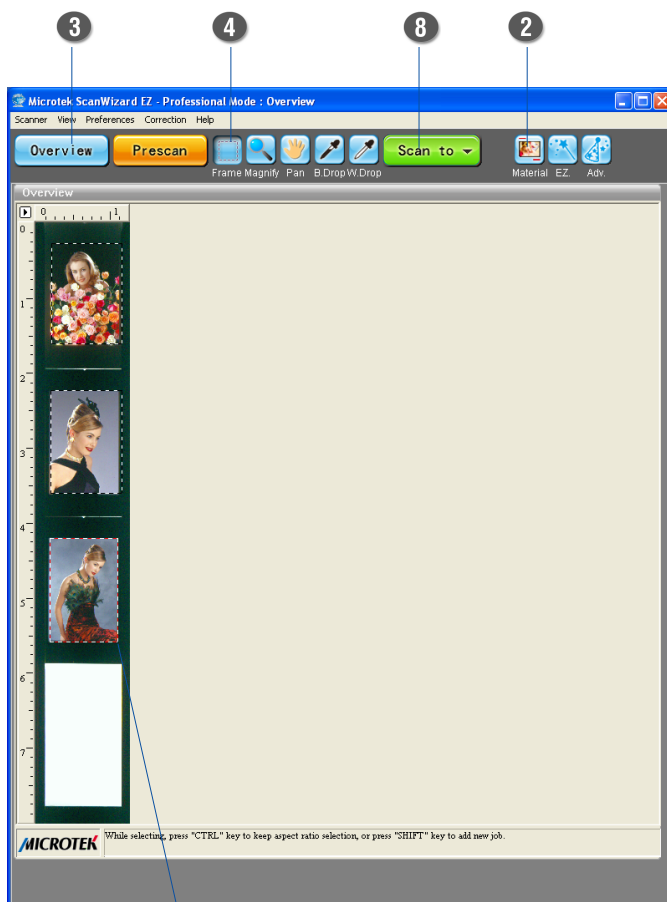 3 4 8 2
Microtek ScanWizard EZ - Professional Mode : Overview
Scanner View Preferences Correction Help
Overview Prescan Scan to
Frame Magnify Pan B.Drop W.Drop Material EZ. Adv.
Overview
0 1
0
1
2
3
4
5
6
7
MICROTEK While selecting, press "CTRL" key to keep aspect ratio selection, or press "SHIFT" key to add new job.